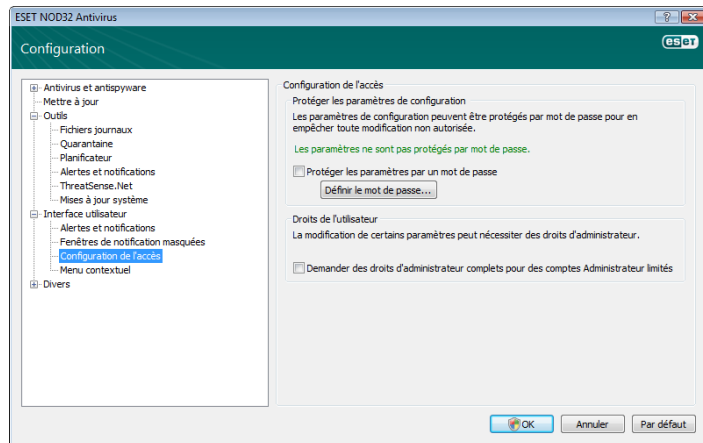 ESET NOD32 Antivirus
Configuration
eseT
Antivirus et antispyware
Mettre à jour
Outils
Fichiers journaux
Quarantaine
Planificateur
Alertes et notifications
ThreatSense.Net
Mises à jour système
Interface utilisateur
Alertes et notifications
Fenêtres de notification masquées
Configuration de l'accès
Menu contextuel
Divers
Configuration de l'accès
Protéger les paramètres de configuration
Les paramètres de configuration peuvent être protégés par mot de passe pour en
empêcher toute modification non autorisée.
Les paramètres ne sont pas protégés par mot de passe.
Protéger les paramètres par un mot de passe
Définir le mot de passe...
Droits de l'utilisateur
La modification de certains paramètres peut nécessiter des droits d'administrateur.
Demander des droits d'administrateur complets pour des comptes Administrateur limités
OK
Annuler
Par défaut